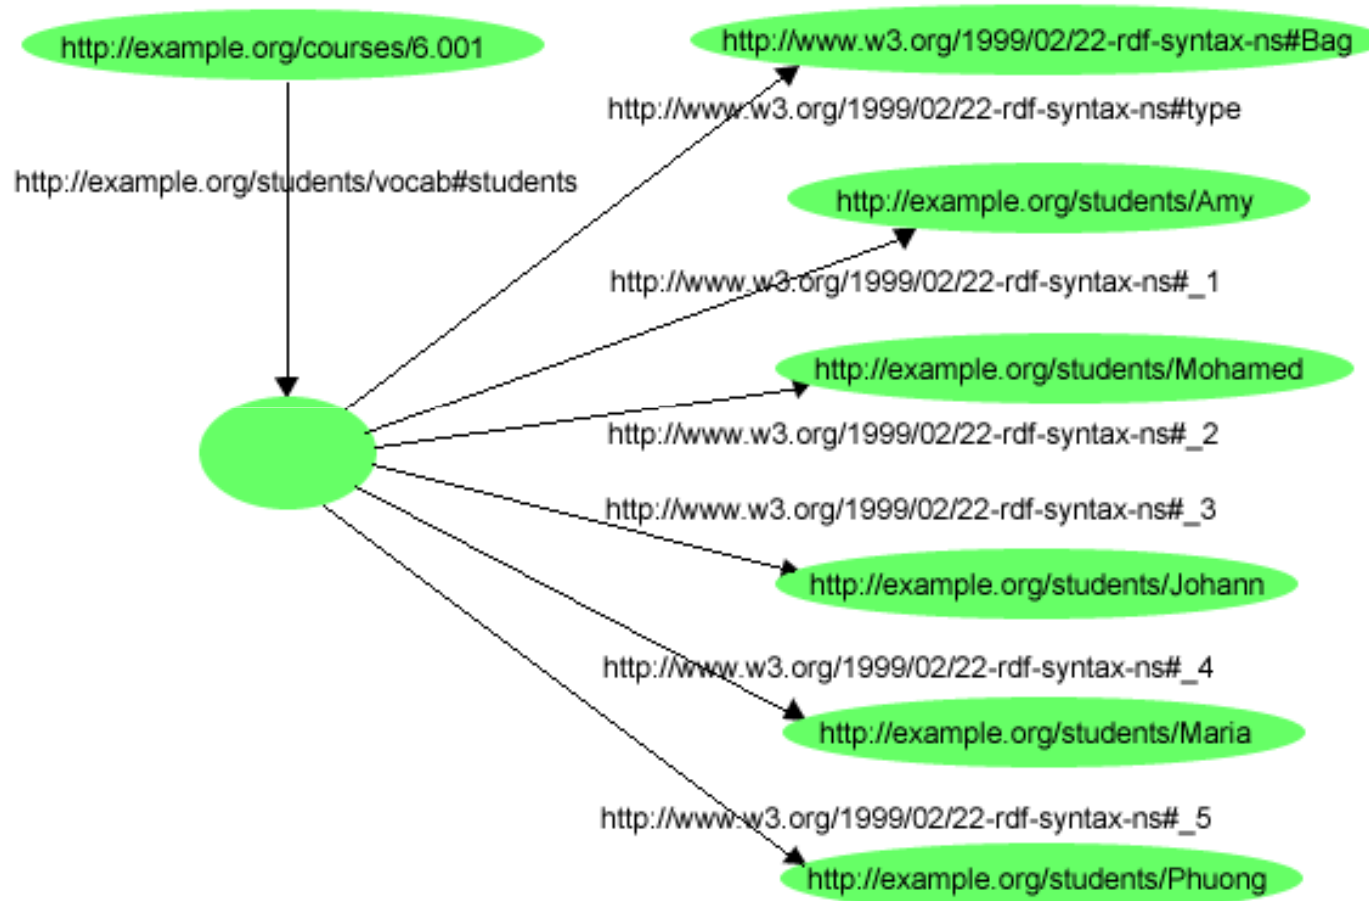 http://example.org/courses/6.001
http://www.w3.org/1999/02/22-rdf-syntax-ns#Bag
http://www.w3.org/1999/02/22-rdf-syntax-ns#type
http://example.org/students/vocab#students
http://example.org/students/Amy
http://www.w3.org/1999/02/22-rdf-syntax-ns#_1
http://example.org/students/Mohamed
http://www.w3.org/1999/02/22-rdf-syntax-ns#_2
http://www.w3.org/1999/02/22-rdf-syntax-ns#_3
http://example.org/students/Johann
http://www.w3.org/1999/02/22-rdf-syntax-ns#_4
http://example.org/students/Maria
http://www.w3.org/1999/02/22-rdf-syntax-ns#_5
http://example.org/students/Phuong